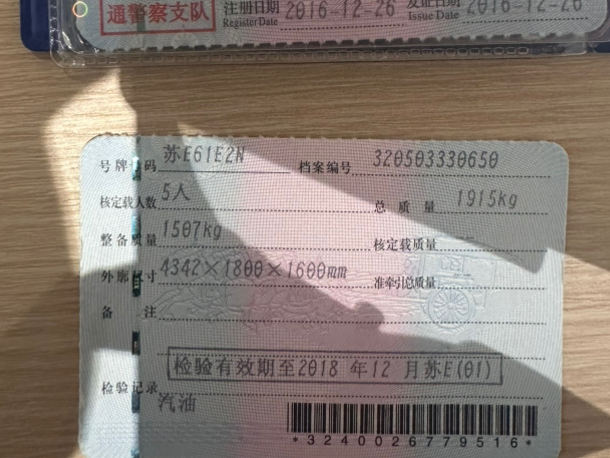 通警察支队 注册日期 2016-12-26 发证日期 2016-12-26
Register Date Issue Date
号牌号码 苏E61E2N 档案编号 320503330650
核定载人数 5人 总质量 1915kg
整备质量 1507kg 核定载质量 --
外廓尺寸 4342×1800×1600mm 准牵引总质量
备注
检验有效期至2018 年12 月苏E(01)
检验记录
汽油
*3240026779516*